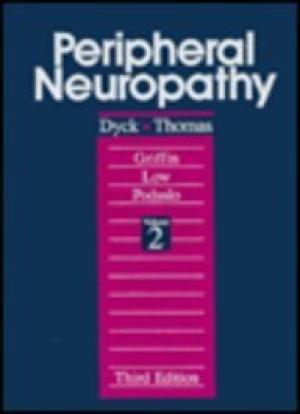 Peripheral
Neuropathy
Dyck • Thomas
Griffin
Low
Poduslo
Volume
2
Third Edition